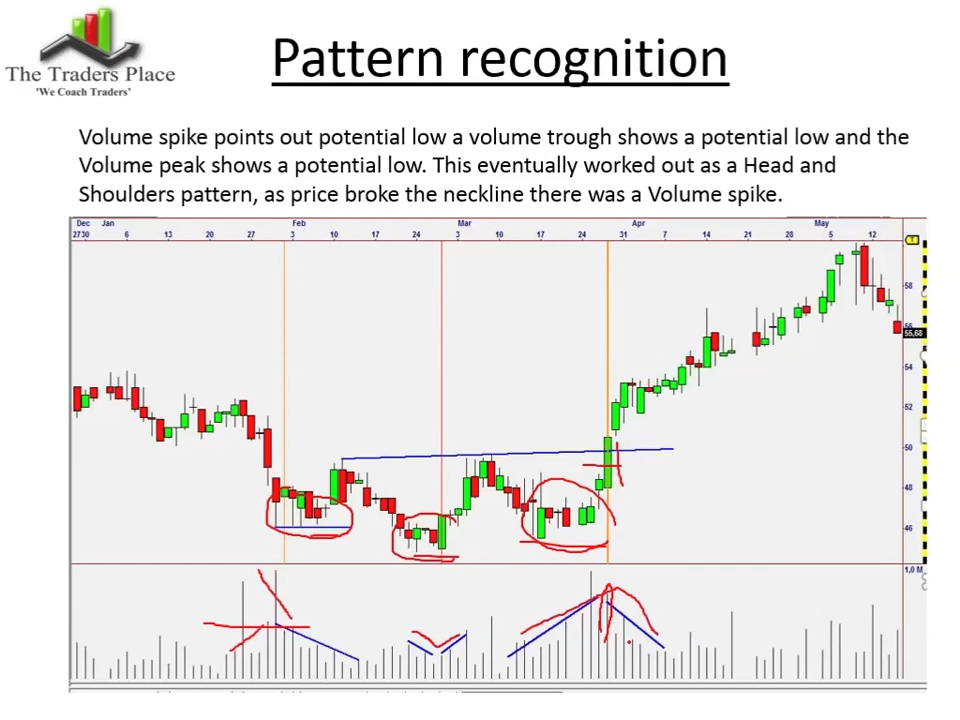 The Traders Place
'We Coach Traders'
Pattern recognition
Volume spike points out potential low a volume trough shows a potential low and the
Volume peak shows a potential low. This eventually worked out as a Head and
Shoulders pattern, as price broke the neckline there was a Volume spike.
Dec Jan Feb Mar Apr May
2730 6 13 20 27 3 10 17 24 3 10 17 24 31 7 14 21 28 5 12
T
58
56
55,68
54
52
50
48
46
1,0 M